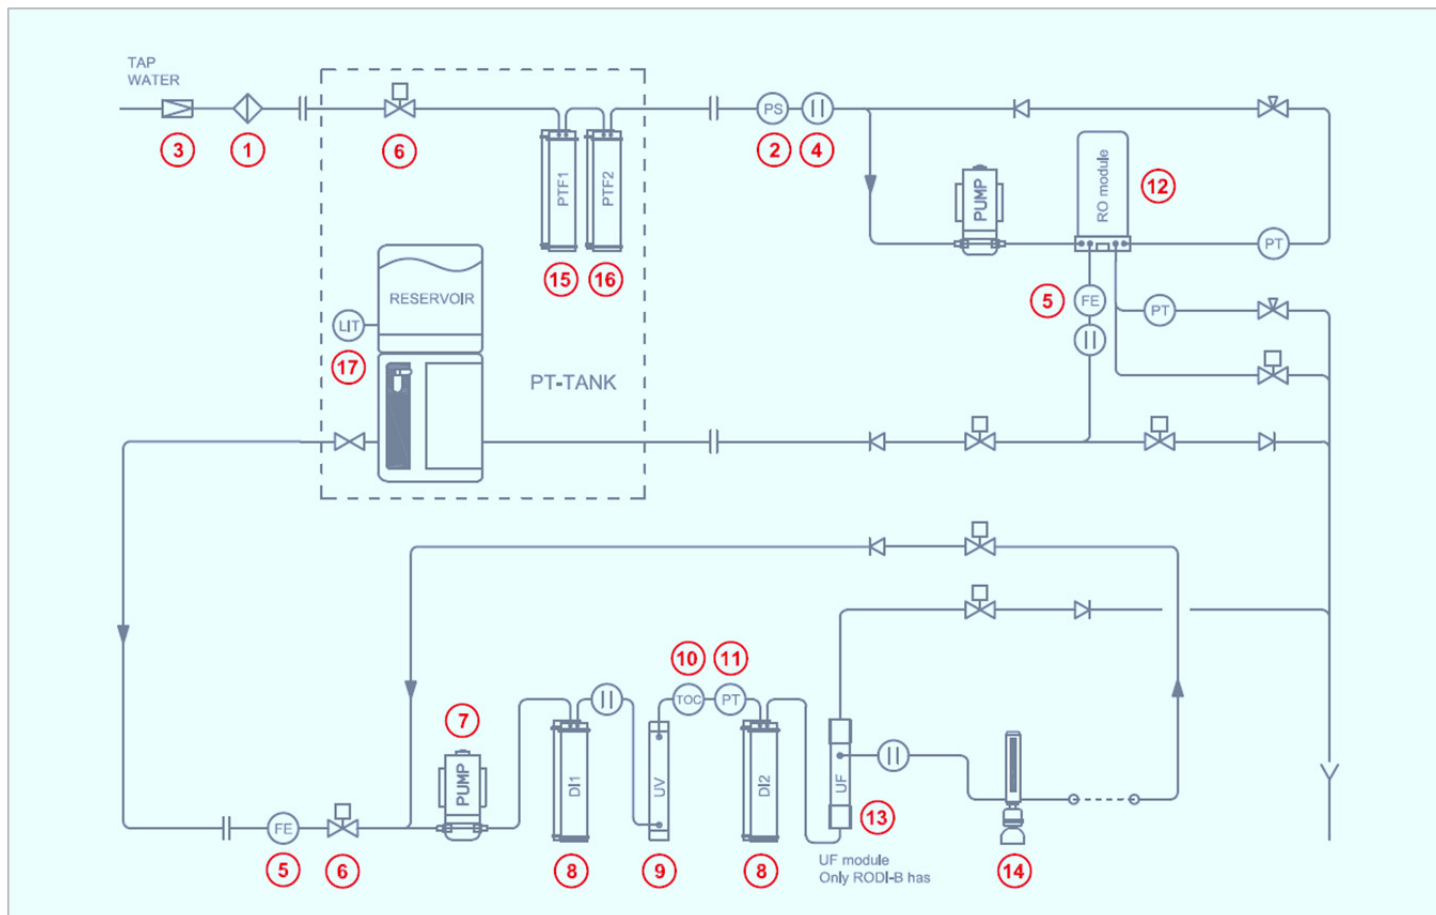 TAP
WATER
3
1
6
PTF1
PTF2
15
16
PS
2
4
PUMP
RO module
12
PT
5
FE
PT
RESERVOIR
LIT
17
PT-TANK
10
11
TOC
PT
7
PUMP
DI1
UV
DI2
UF
13
FE
5
6
8
9
8
UF module
Only RODI-B has
14